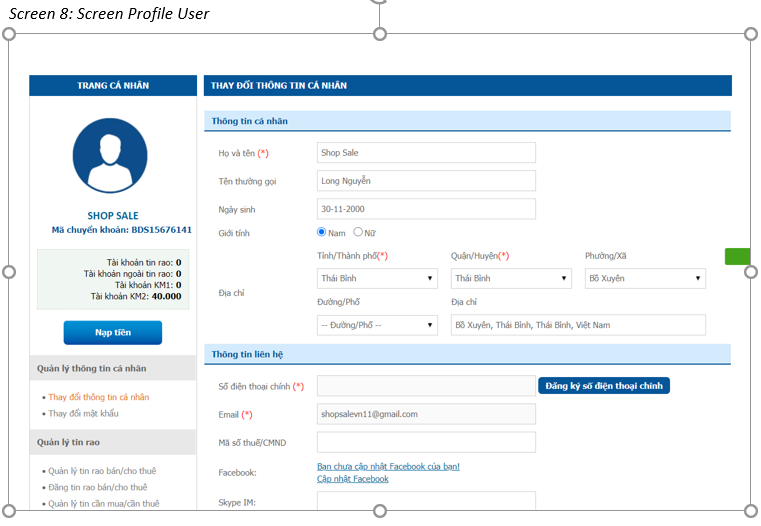 Screen 8: Screen Profile User
TRANG CÁ NHÂN
SHOP SALE
Mã chuyển khoản: BDS15676141
Tài khoản tin rao: 0
Tài khoản ngoài tin rao: 0
Tài khoản KM1: 0
Tài khoản KM2: 40.000
Nạp tiền
Quản lý thông tin cá nhân
Thay đổi thông tin cá nhân
Thay đổi mật khẩu
Quản lý tin rao
Quản lý tin rao bán/cho thuê
Đăng tin rao bán/cho thuê
Quản lý tin cần mua/cần thuê
THAY ĐỔI THÔNG TIN CÁ NHÂN
Thông tin cá nhân
Họ và tên (*) Shop Sale
Tên thường gọi Long Nguyễn
Ngày sinh 30-11-2000
Giới tính Nam Nữ
Tỉnh/Thành phố(*) Quận/Huyện(*) Phường/Xã
Thái Bình Thái Bình Bồ Xuyên
Địa chỉ
Đường/Phố Địa chỉ
-- Đường/Phố -- Bồ Xuyên, Thái Bình, Thái Bình, Việt Nam
Thông tin liên hệ
Số điện thoại chính (*) Đăng ký số điện thoại chính
Email (*) shopsalevn11@gmail.com
Mã số thuế/CMND
Facebook: Bạn chưa cập nhật Facebook của bạn!
Cập nhật Facebook
Skype IM: